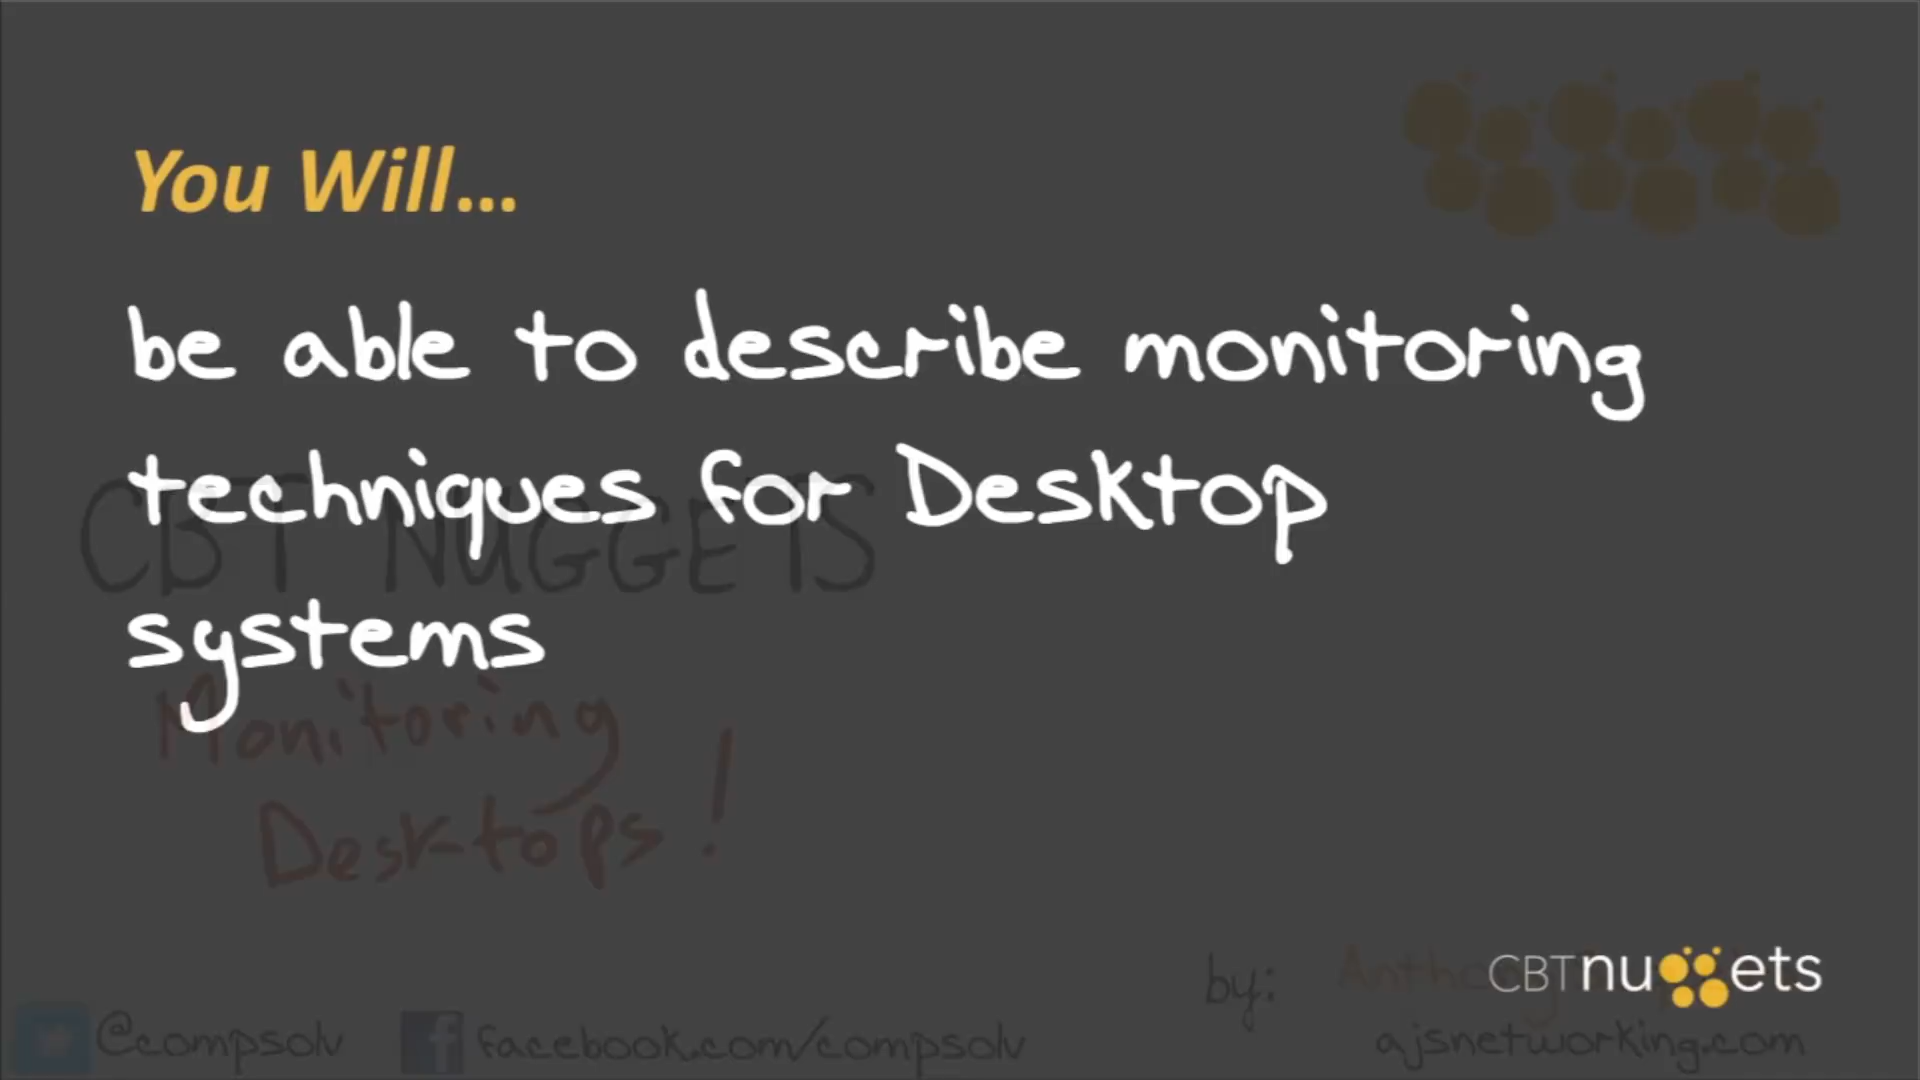 You Will...
be able to describe monitoring
techniques for Desktop
CBT NUGGETS
systems
Monitoring
Desktops!
by:
CBTnuggets
@compsolv
facebook.com/compsolv
ajsnetworking.com